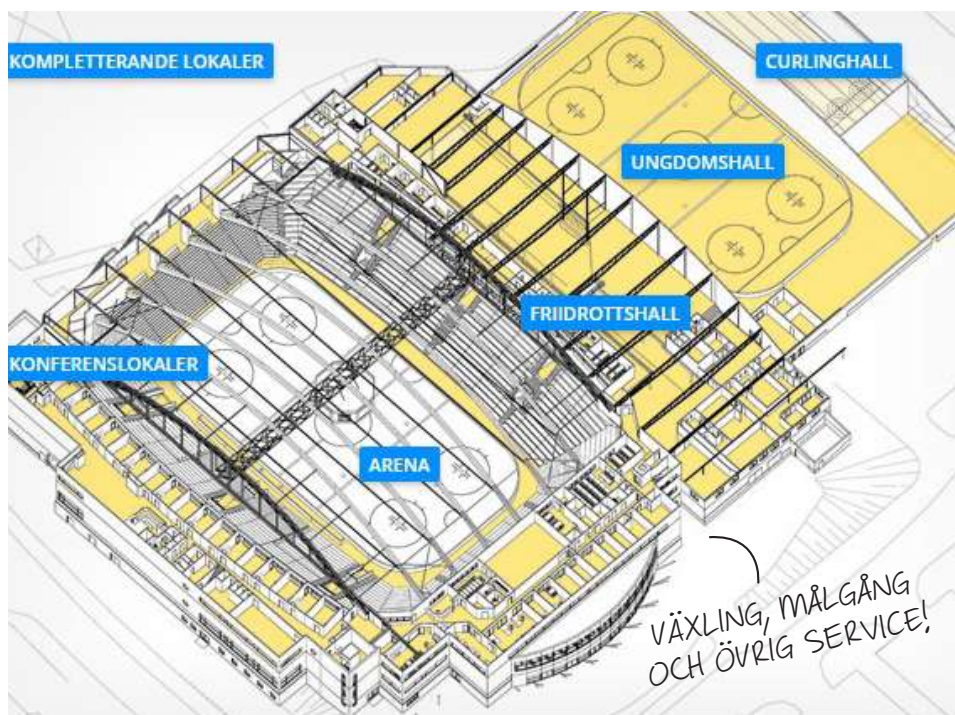 KOMPLETTERANDE LOKALER
CURLINGHALL
UNGDOMSHALL
FRIIDROTTSHALL
KONFERENSLOKALER
ARENA
VÄXLING, MÅLGÅNG
OCH ÖVRIG SERVICE!